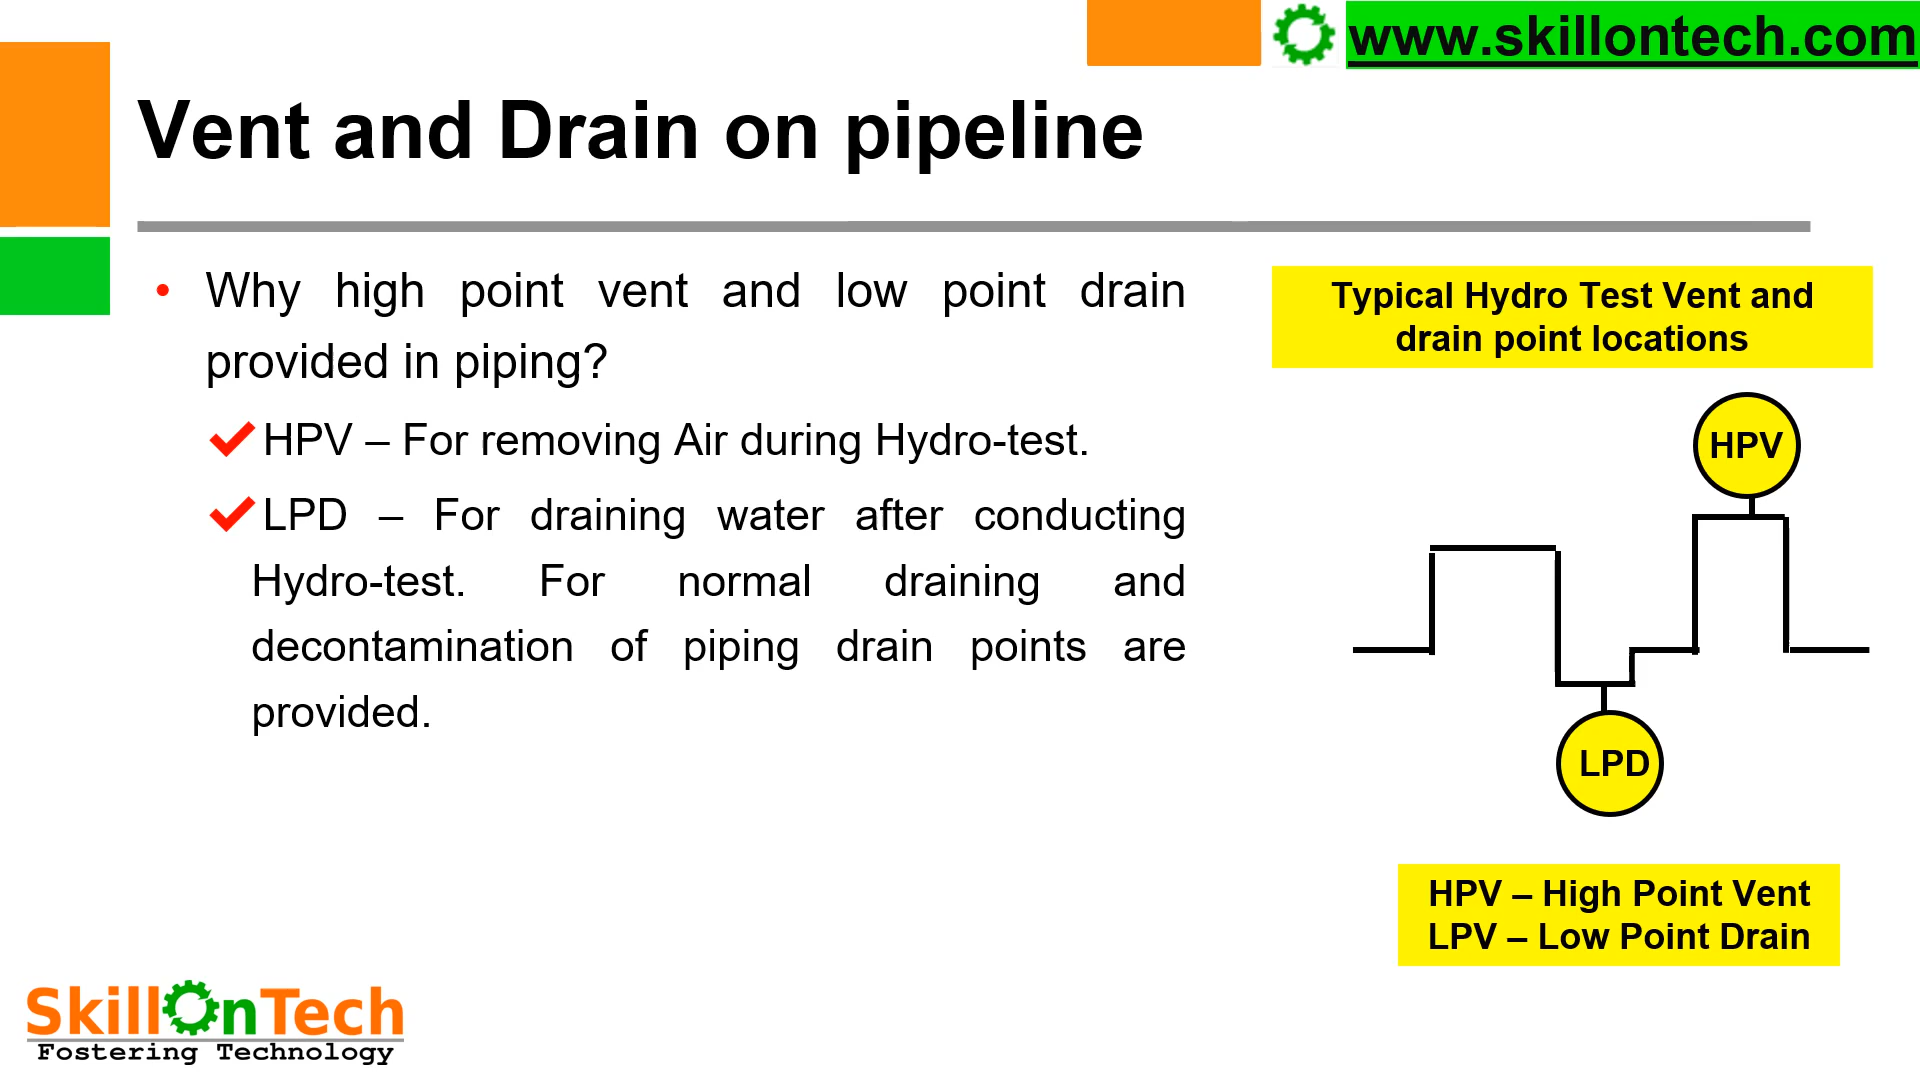 www.skillontech.com
Vent and Drain on pipeline
• Why high point vent and low point drain
provided in piping?
HPV – For removing Air during Hydro-test.
LPD – For draining water after conducting
Hydro-test. For normal draining and
decontamination of piping drain points are
provided.
Typical Hydro Test Vent and
drain point locations
HPV
LPD
HPV – High Point Vent
LPV – Low Point Drain
SkillOnTech
Fostering Technology